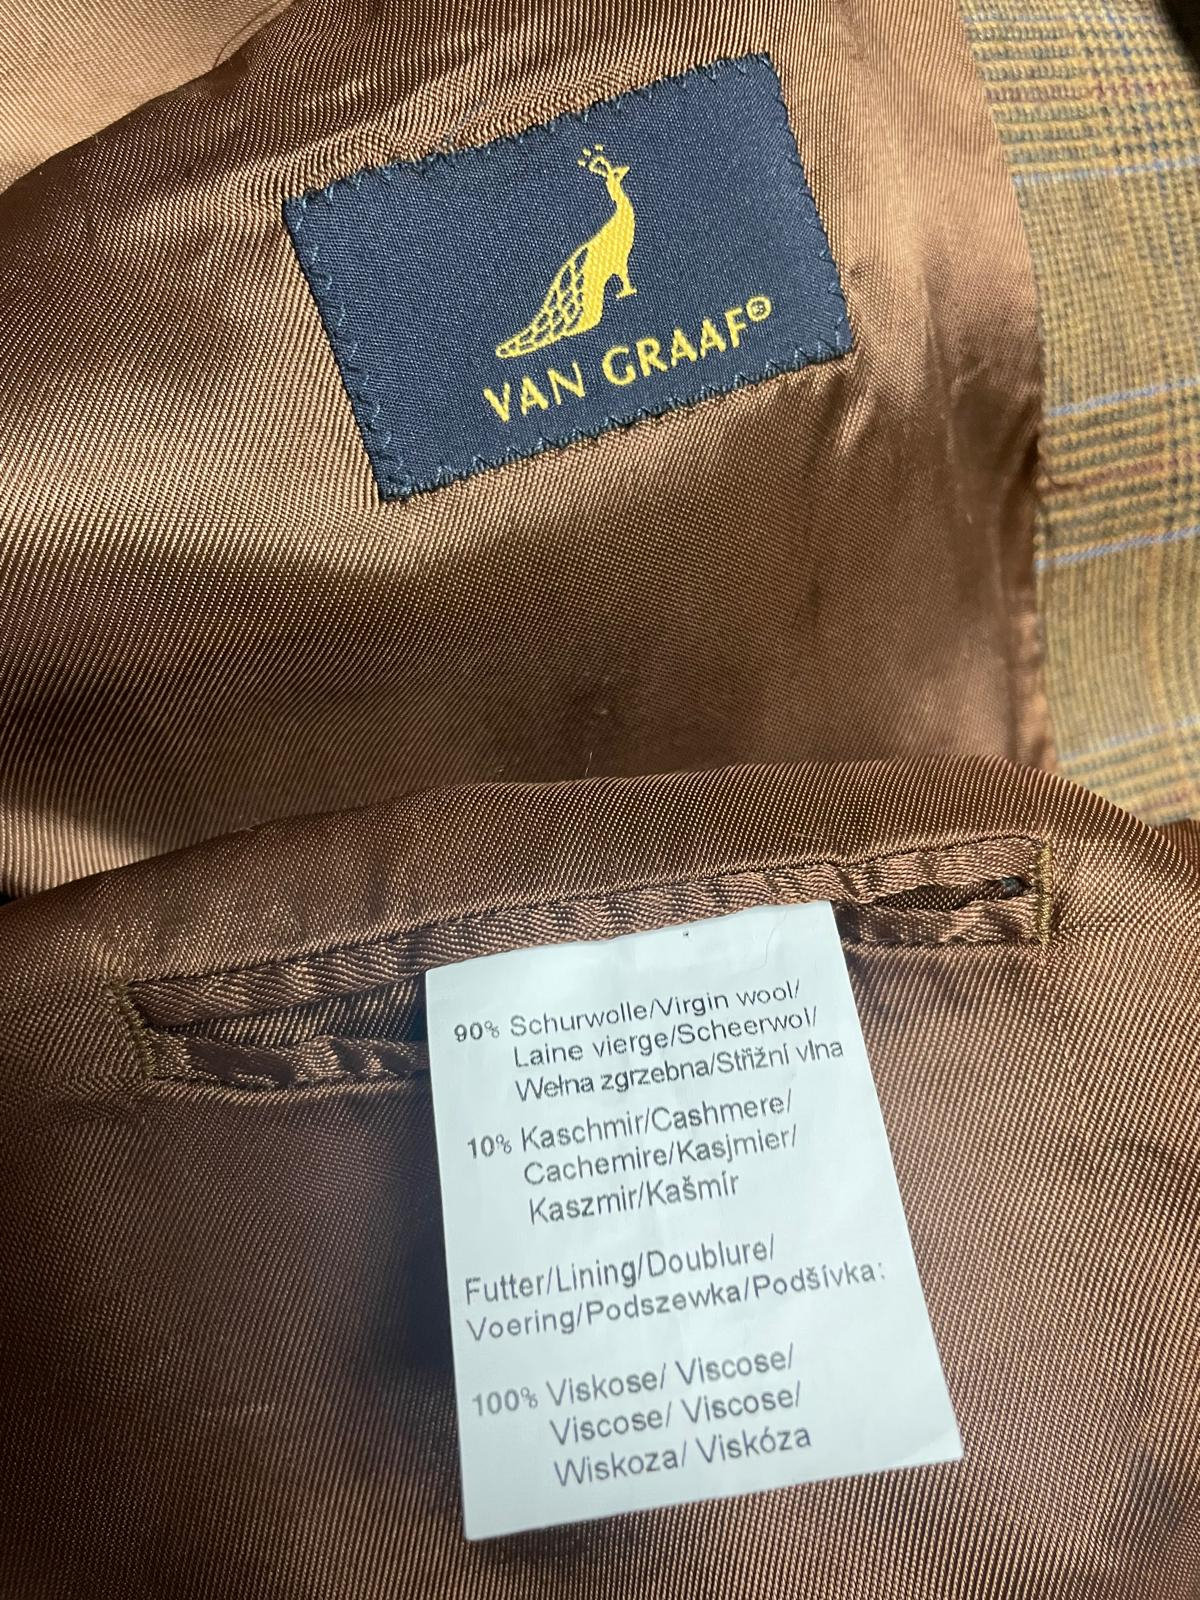 VAN GRAAF®
90% Schurwolle/Virgin wool/
Laine vierge/Scheerwol/
Wełna zgrzebna/Střižní vlna
10% Kaschmir/Cashmere/
Cachemire/Kasjmier/
Kaszmir/Kašmír
Futter/Lining/Doublure/
Voering/Podszewka/Podšívka:
100% Viskose/ Viscose/
Viscose/ Viscose/
Wiskoza/ Viskóza